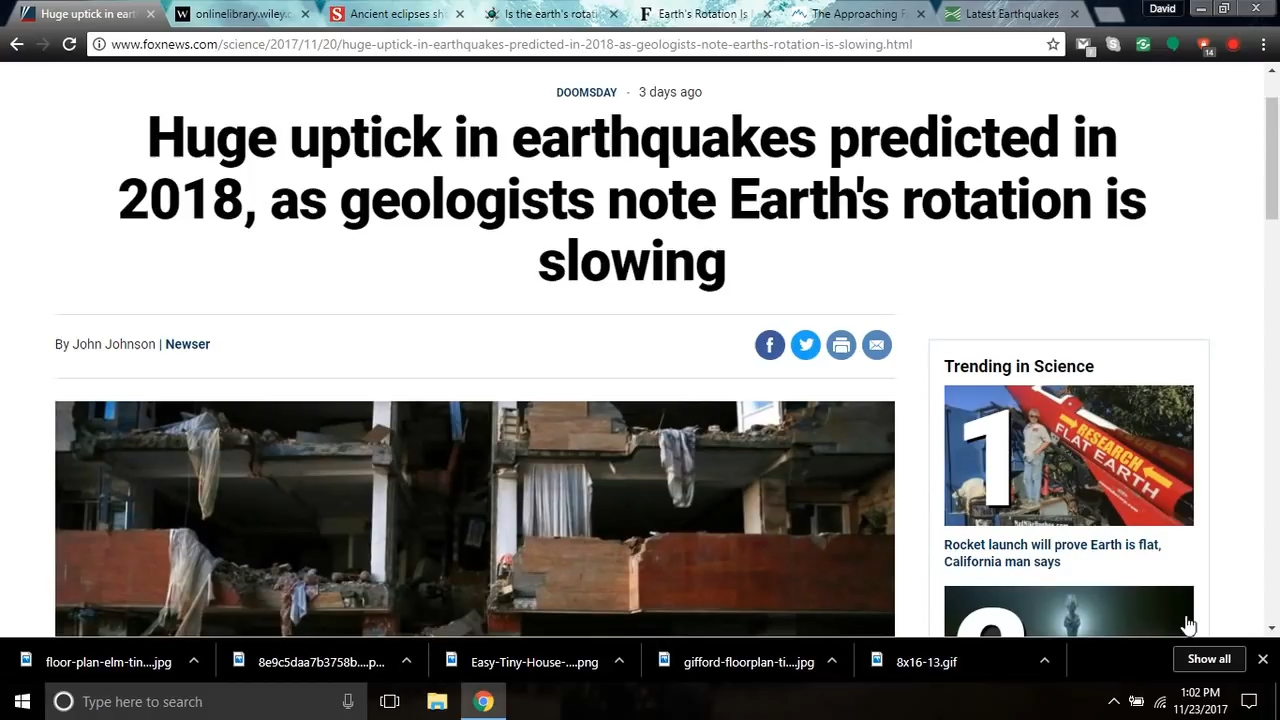 Huge uptick in eart
onlinelibrary.wiley.c
Ancient eclipses sh
Is the earth's rotati
Earth's Rotation Is
The Approaching F
Latest Earthquakes
David
www.foxnews.com/science/2017/11/20/huge-uptick-in-earthquakes-predicted-in-2018-as-geologists-note-earths-rotation-is-slowing.html
14
DOOMSDAY - 3 days ago
Huge uptick in earthquakes predicted in
2018, as geologists note Earth's rotation is
slowing
By John Johnson | Newser
Trending in Science
1
RESEARCH
FLAT EARTH
Rocket launch will prove Earth is flat,
California man says
2
floor-plan-elm-tin....jpg
8e9c5daa7b3758b....p...
Easy-Tiny-House-....png
gifford-floorplan-ti....jpg
8x16-13.gif
Show all
Type here to search
1:02 PM
11/23/2017